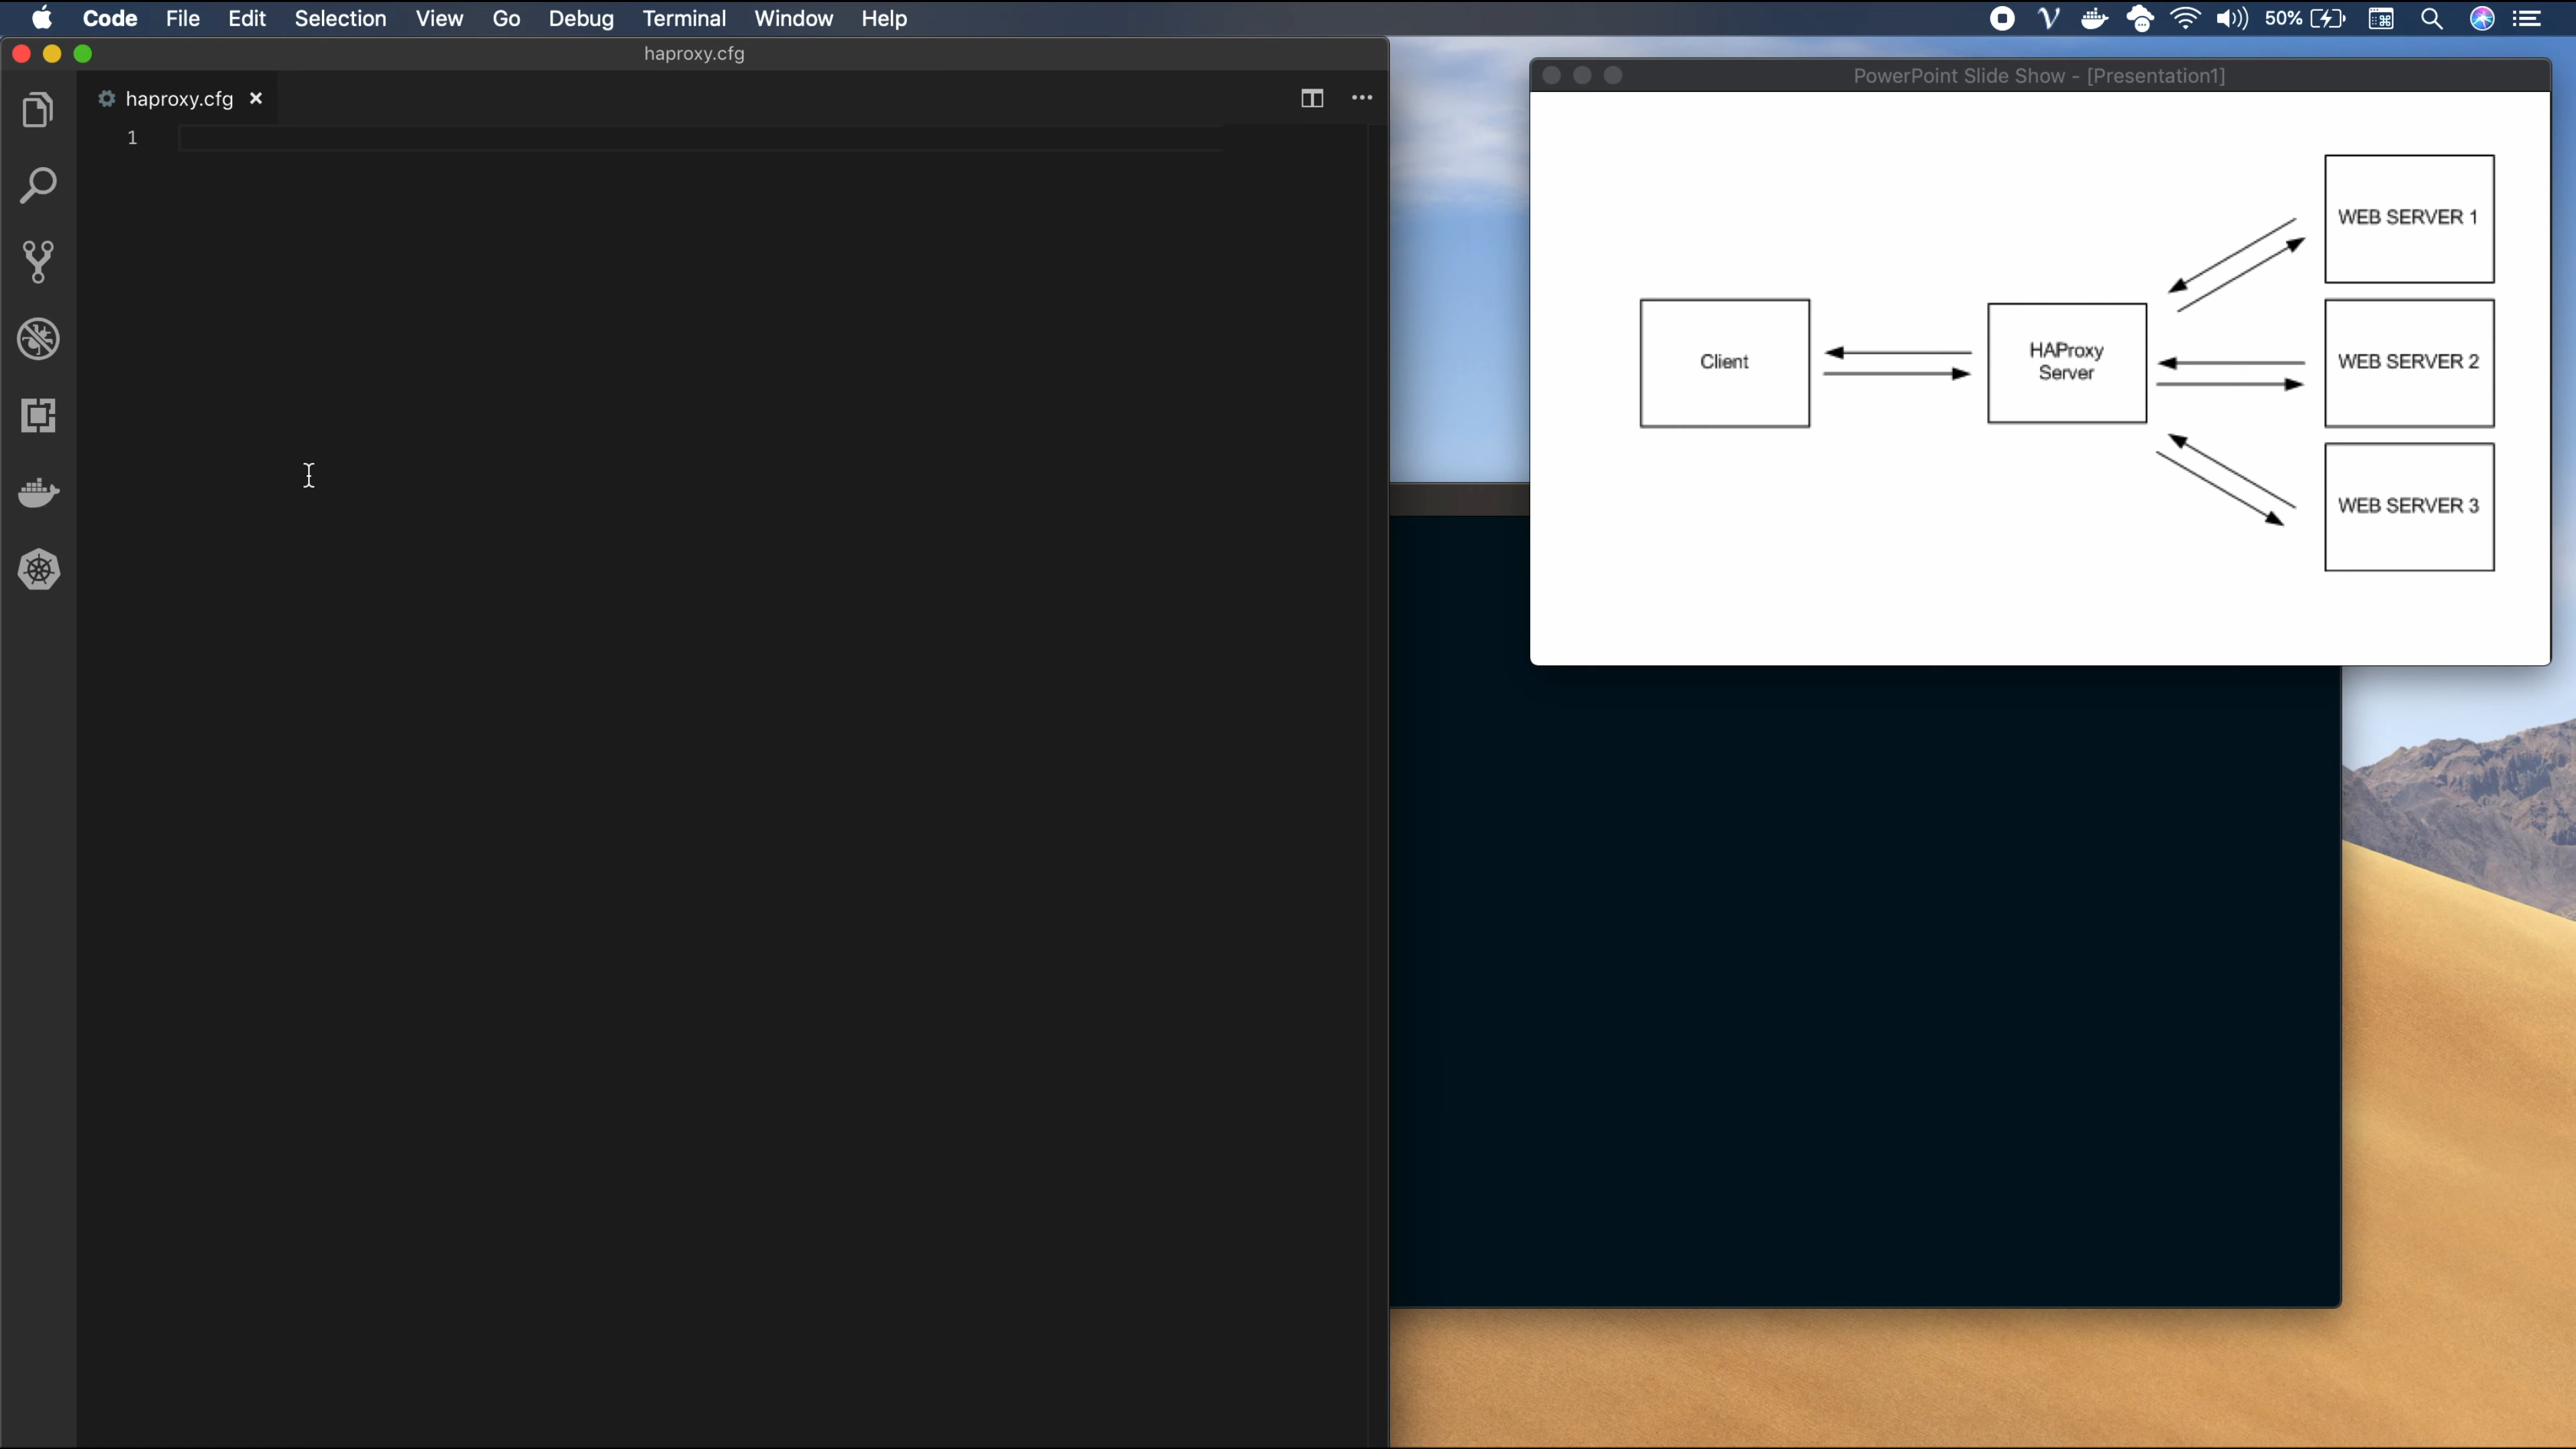 Code File Edit Selection View Go Debug Terminal Window Help 50%
haproxy.cfg
haproxy.cfg
1
PowerPoint Slide Show - [Presentation1]
WEB SERVER 1
Client
HAProxy
Server
WEB SERVER 2
WEB SERVER 3